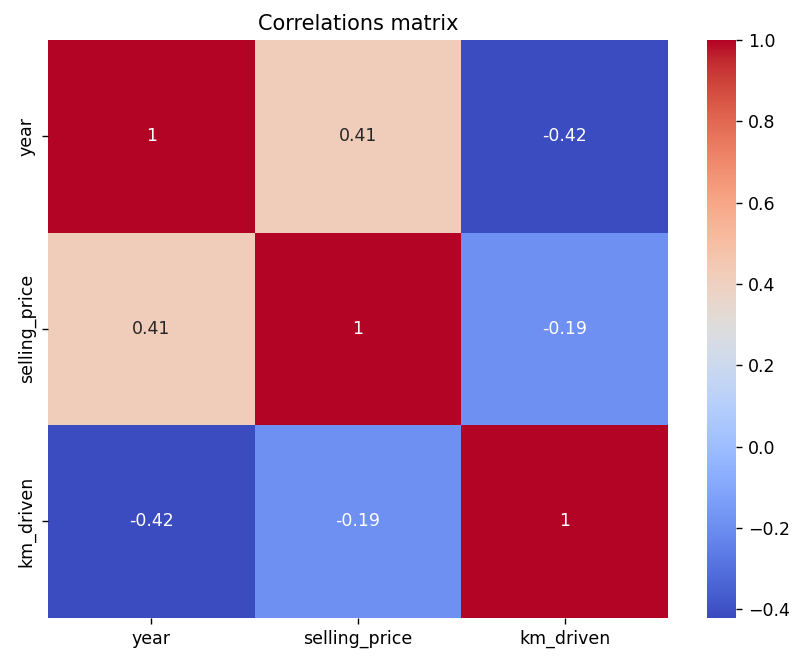 Correlations matrix
year
1
0.41
-0.42
selling_price
0.41
1
-0.19
km_driven
-0.42
-0.19
1
year
selling_price
km_driven
1.0
0.8
0.6
0.4
0.2
0.0
−0.2
−0.4